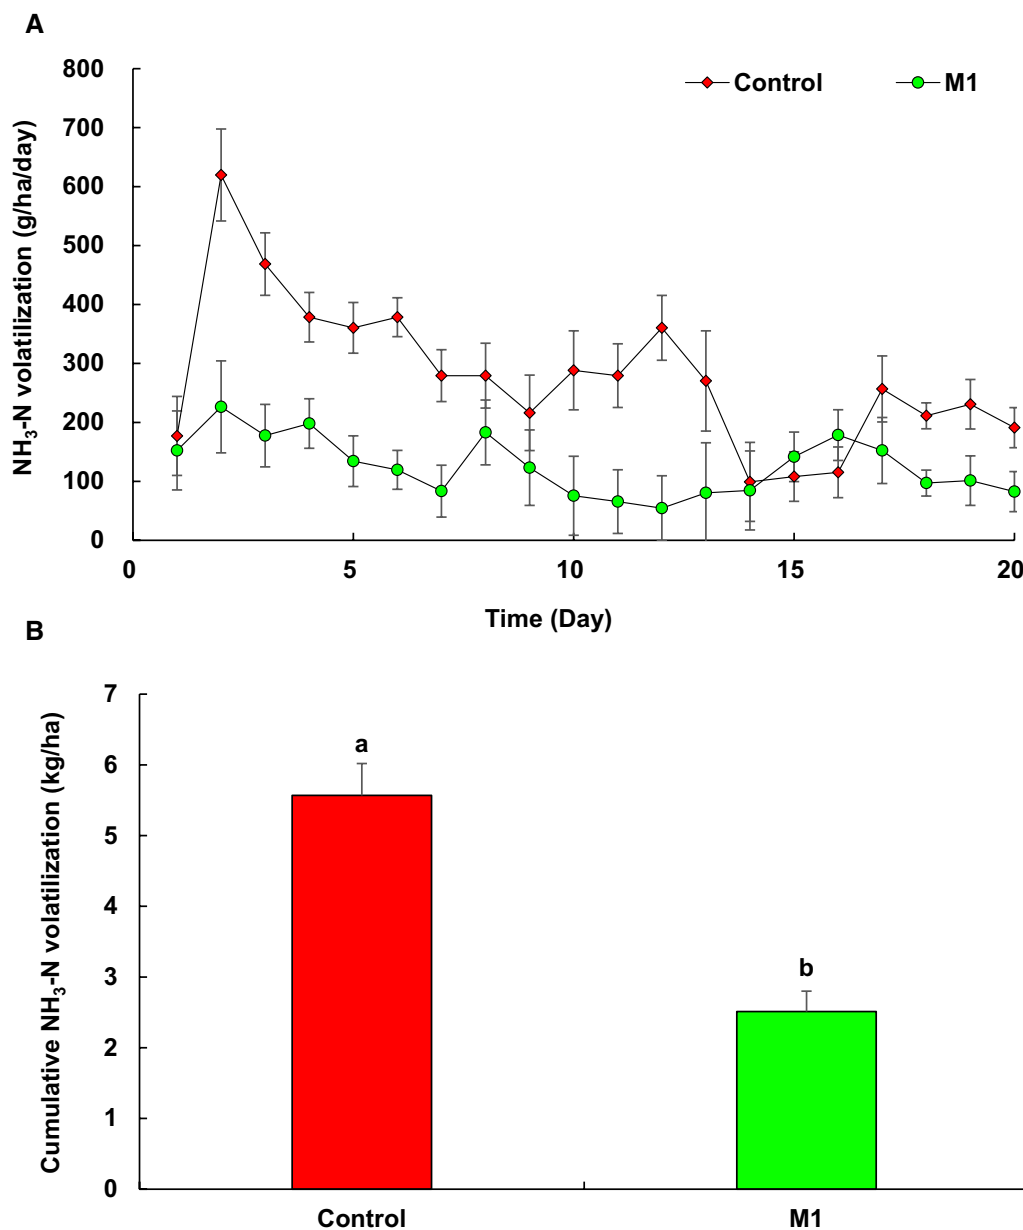 A
NH₃-N volatilization (g/ha/day)
800
700
600
500
400
300
200
100
0
Control
M1
0
5
10
15
20
Time (Day)
B
Cumulative NH₃-N volatilization (kg/ha)
7
6
5
4
3
2
1
0
a
b
Control
M1